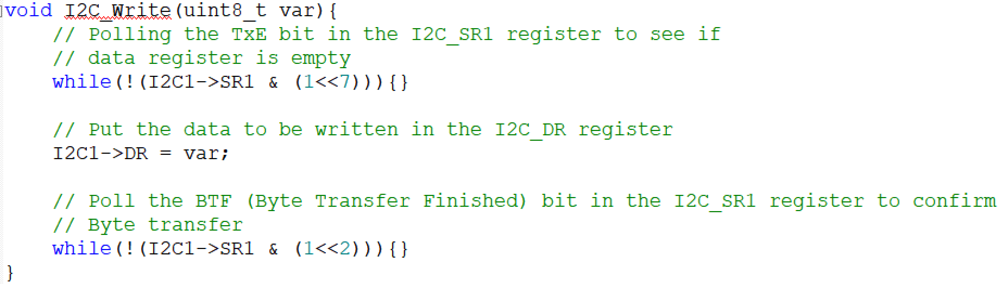 void I2C_Write(uint8_t var){
// Polling the TxE bit in the I2C_SR1 register to see if
// data register is empty
while(!(I2C1->SR1 & (1<<7))){}
// Put the data to be written in the I2C_DR register
I2C1->DR = var;
// Poll the BTF (Byte Transfer Finished) bit in the I2C_SR1 register to confirm
// Byte transfer
while(!(I2C1->SR1 & (1<<2))){}
}